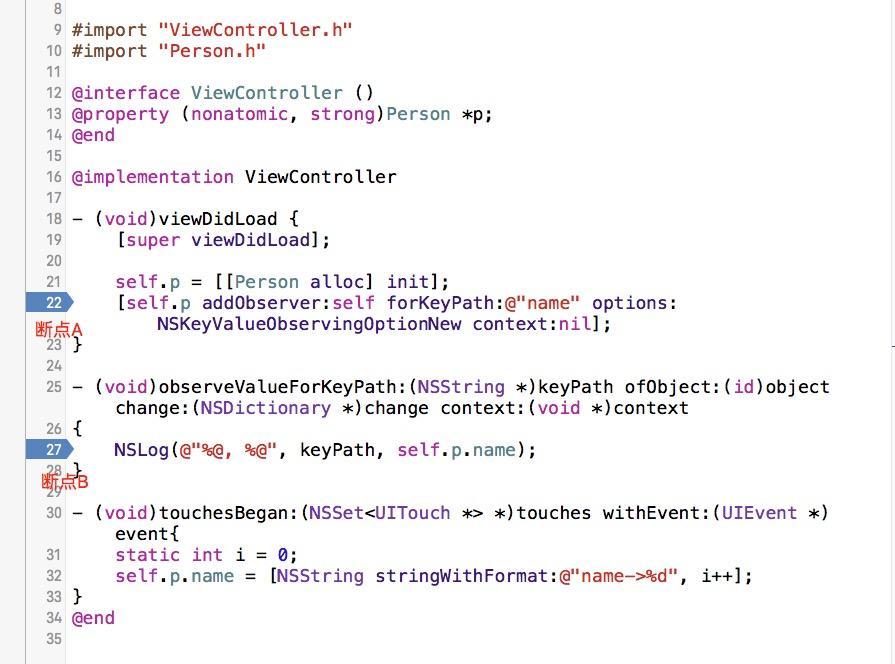 8
9 #import "ViewController.h"
10 #import "Person.h"
11
12 @interface ViewController ()
13 @property (nonatomic, strong)Person *p;
14 @end
15
16 @implementation ViewController
17
18 - (void)viewDidLoad {
19 [super viewDidLoad];
20
21 self.p = [[Person alloc] init];
22 [self.p addObserver:self forKeyPath:@"name" options:
NSKeyValueObservingOptionNew context:nil];
断点A
23 }
24
25 - (void)observeValueForKeyPath:(NSString *)keyPath ofObject:(id)object
change:(NSDictionary *)change context:(void *)context
26 {
27 NSLog(@"%@, %@", keyPath, self.p.name);
28 }
断点B
29
30 - (void)touchesBegan:(NSSet<UITouch *> *)touches withEvent:(UIEvent *)
event{
31 static int i = 0;
32 self.p.name = [NSString stringWithFormat:@"name->%d", i++];
33 }
34 @end
35